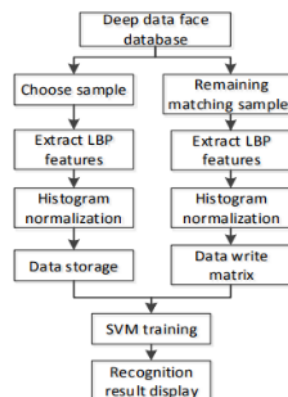 Deep data face
database
Choose sample
Remaining
matching sample
Extract LBP
features
Extract LBP
features
Histogram
normalization
Histogram
normalization
Data storage
Data write
matrix
SVM training
Recognition
result display